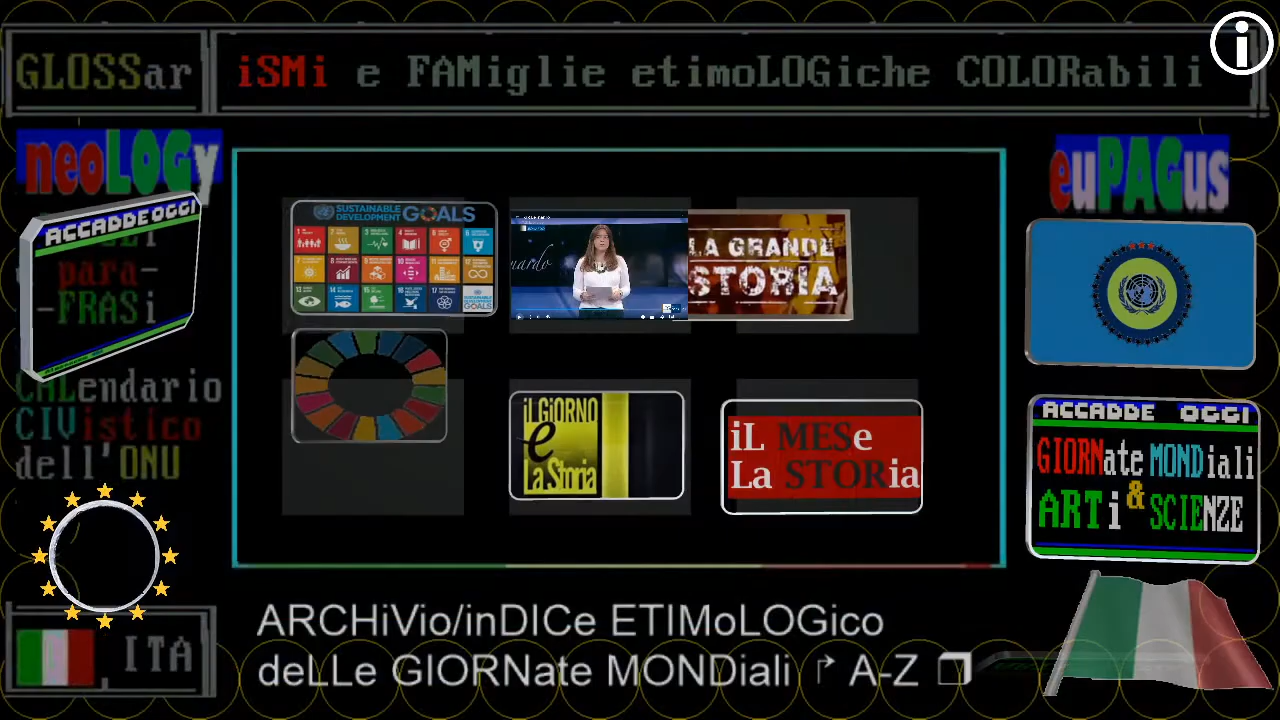 GLOSSar
iSMi e FAMiglie etimoLOGiche COLORabili
i
neoLOGy
euPAGus
ACCADDE OGGI
para-
-FRASi
CALendario
CIVistico
dell'ONU
ITA
SUSTAINABLE
DEVELOPMENT GOALS
LA GRANDE
STORIA
iL GiORNO
e
La Storia
iL MESe
La STORia
ACCADDE OGGI
GIORNate MONDiali
&
ARTi SCIENZE
ARCHiViO/inDICe ETIMoLOGico
deLLe GIORNate MONDiali A-Z